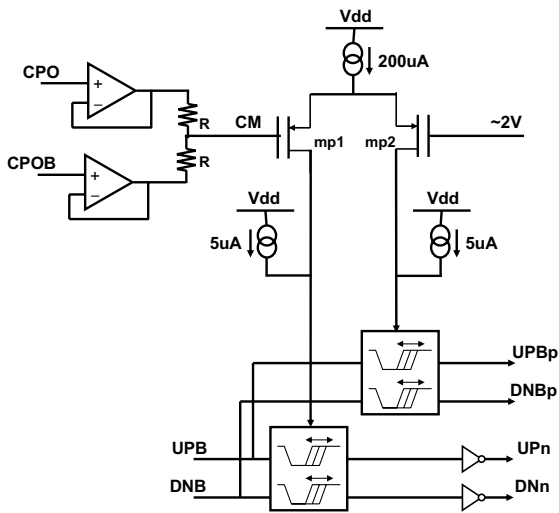 Vdd
200uA
CPO
+
−
R
CM
mp1
mp2
~2V
R
CPOB
+
−
Vdd
5uA
Vdd
5uA
UPBp
DNBp
UPB
UPn
DNB
DNn